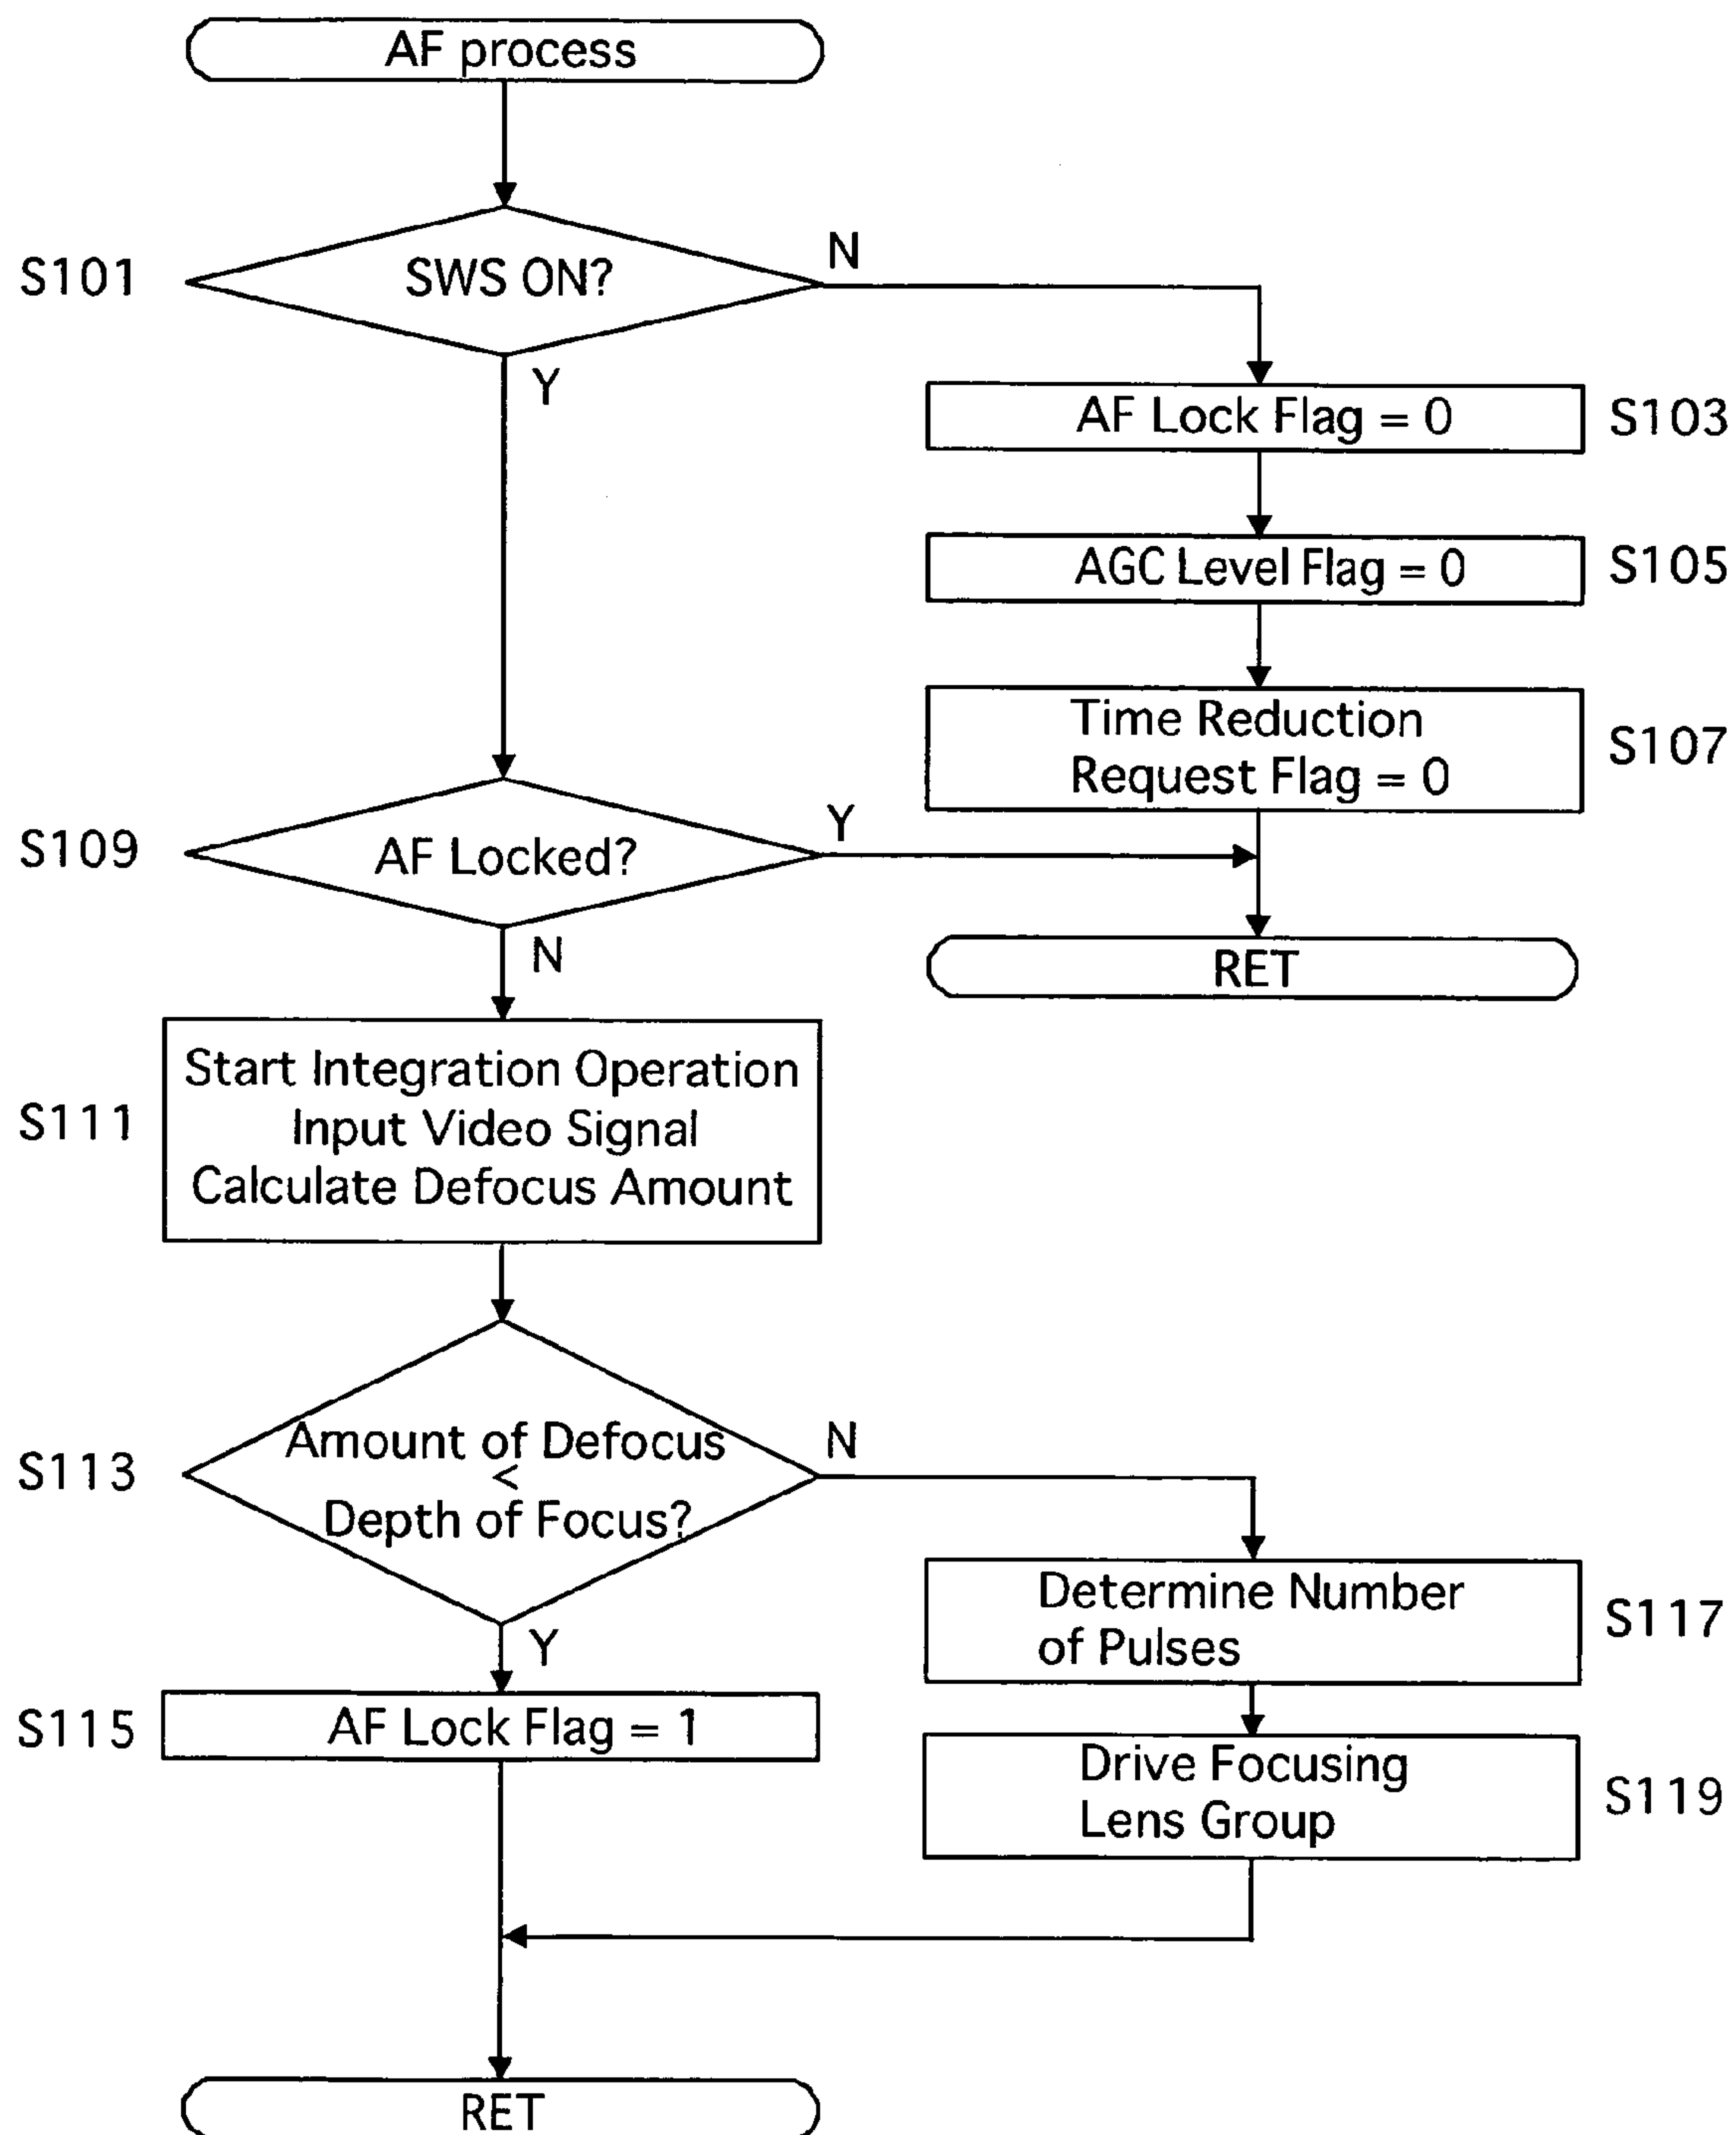 AF process
S101
SWS ON?
N
Y
AF Lock Flag = 0
S103
AGC Level Flag = 0
S105
Time Reduction
Request Flag = 0
S107
S109
AF Locked?
Y
N
RET
S111
Start Integration Operation
Input Video Signal
Calculate Defocus Amount
S113
Amount of Defocus
<
Depth of Focus?
N
Y
Determine Number
of Pulses
S117
S115
AF Lock Flag = 1
Drive Focusing
Lens Group
S119
RET